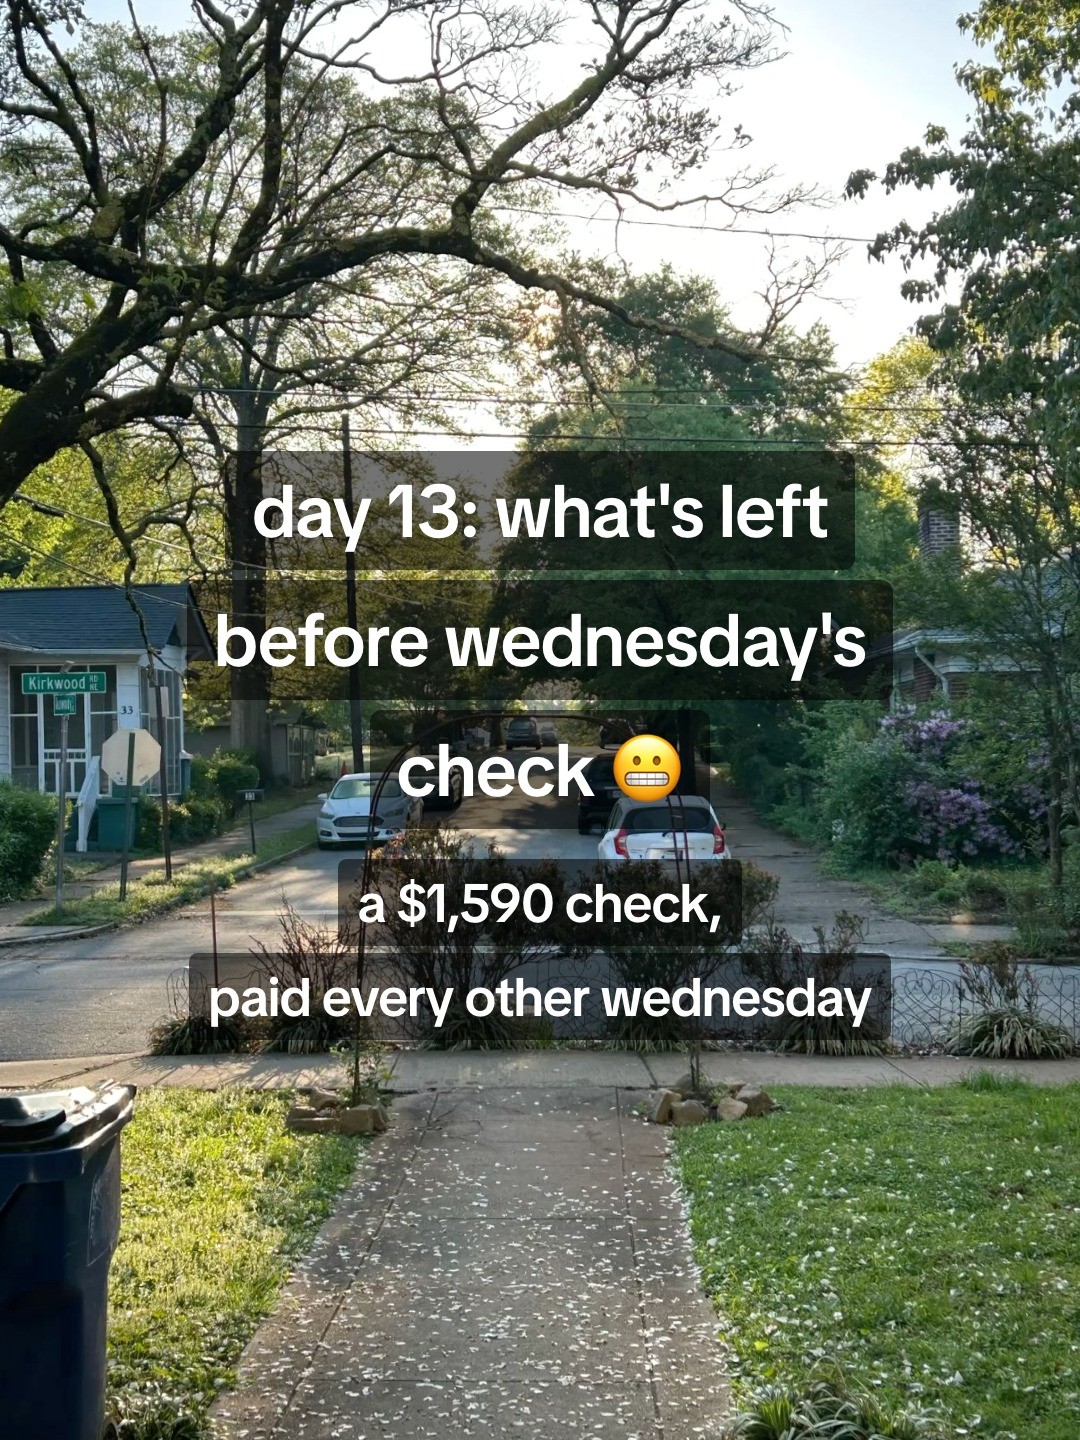 day 13: what's left
before wednesday's
check 😬
a $1,590 check,
paid every other wednesday
Kirkwood RD NE
33